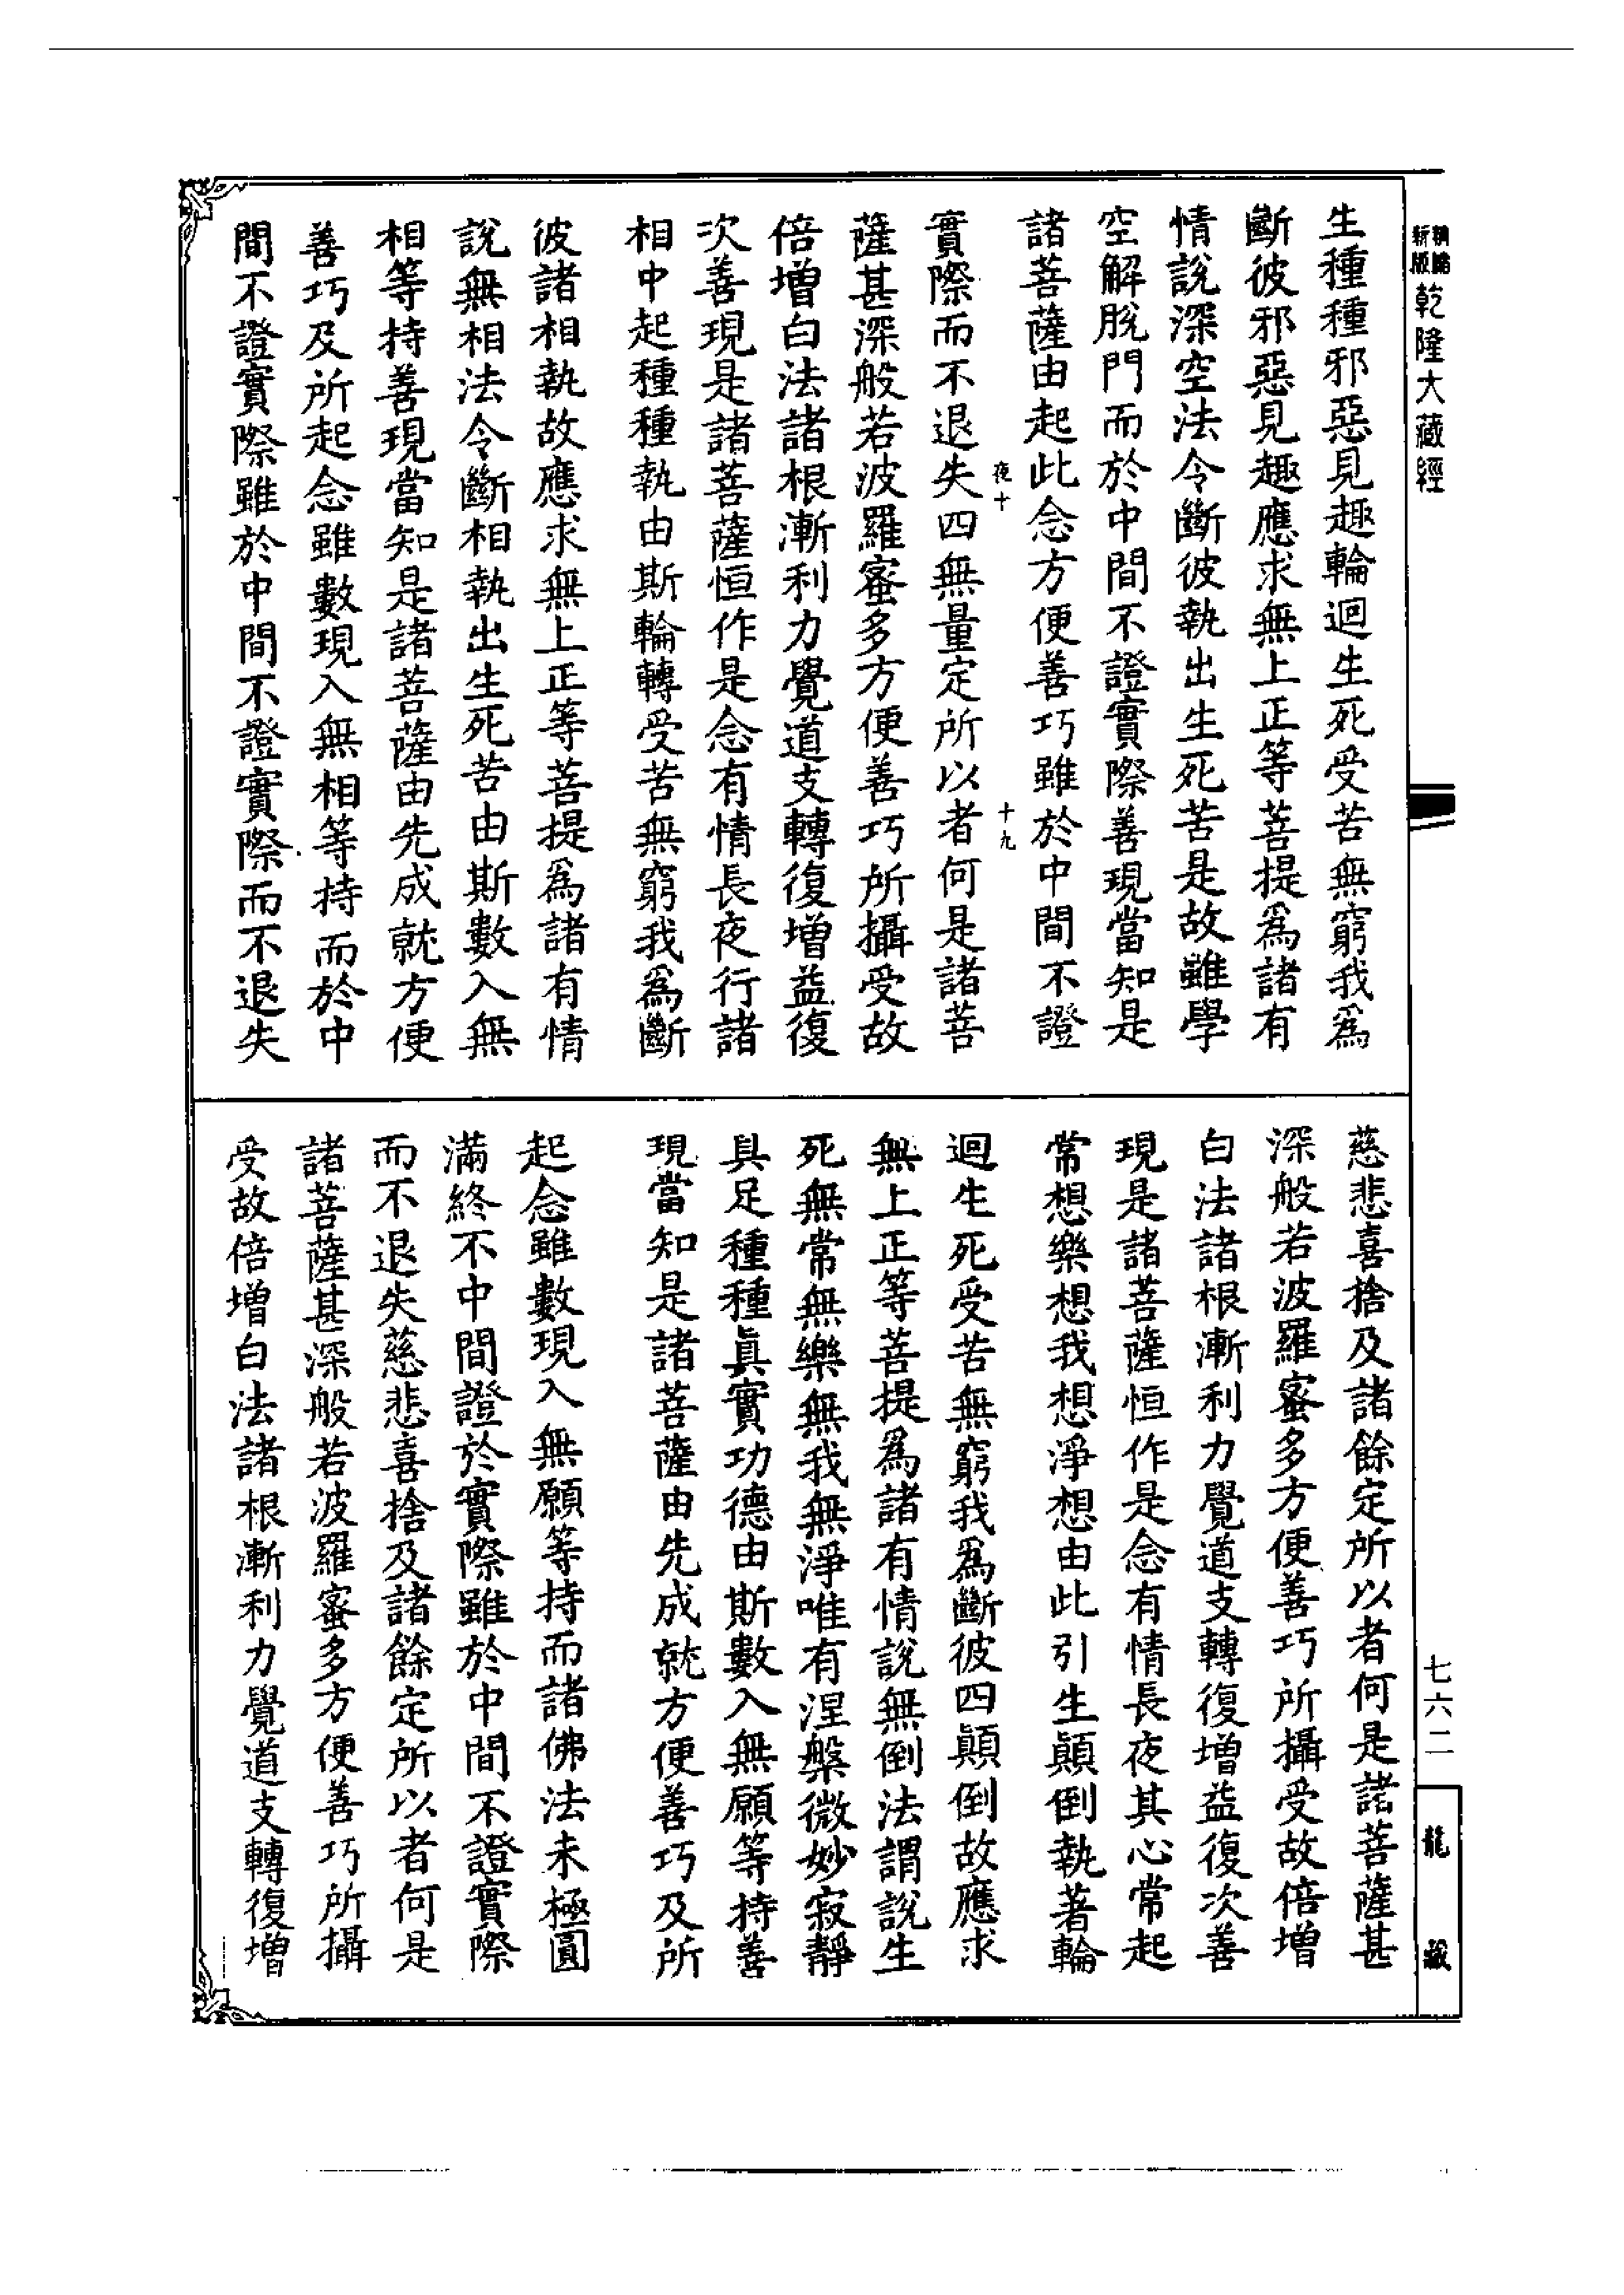 精縮
新版
乾隆大藏經
生種種邪惡見趣輪迴生死受苦無窮我爲
斷彼邪惡見趣應求無上正等菩提爲諸有
情說深空法令斷彼執出生死苦是故雖學
空解脫門而於中間不證實際善現當知是
諸菩薩由起此念方便善巧雖於中間不證
夜十 十九
實際而不退失四無量定所以者何是諸菩
薩甚深般若波羅蜜多方便善巧所攝受故
倍增白法諸根漸利力覺道支轉復增益復
次善現是諸菩薩恒作是念有情長夜行諸
相中起種種執由斯輪轉受苦無窮我爲斷
彼諸相執故應求無上正等菩提爲諸有情
說無相法令斷相執出生死苦由斯數入無
相等持善現當知是諸菩薩由先成就方便
善巧及所起念雖數現入無相等持而於中
間不證實際雖於中間不證實際而不退失
慈悲喜捨及諸餘定所以者何是諸菩薩甚
深般若波羅蜜多方便善巧所攝受故倍增
白法諸根漸利力覺道支轉復增益復次善
現是諸菩薩恒作是念有情長夜其心常起
常想樂想我想淨想由此引生顚倒執著輪
迴生死受苦無窮我爲斷彼四顚倒故應求
無上正等菩提爲諸有情說無倒法謂說生
死無常無樂無我無淨唯有涅槃微妙寂靜
具足種種眞實功德由斯數入無願等持善
現當知是諸菩薩由先成就方便善巧及所
起念雖數現入無願等持而諸佛法未極圓
滿終不中間證於實際雖於中間不證實際
而不退失慈悲喜捨及諸餘定所以者何是
諸菩薩甚深般若波羅蜜多方便善巧所攝
受故倍增白法諸根漸利力覺道支轉復增
七六二
龍藏